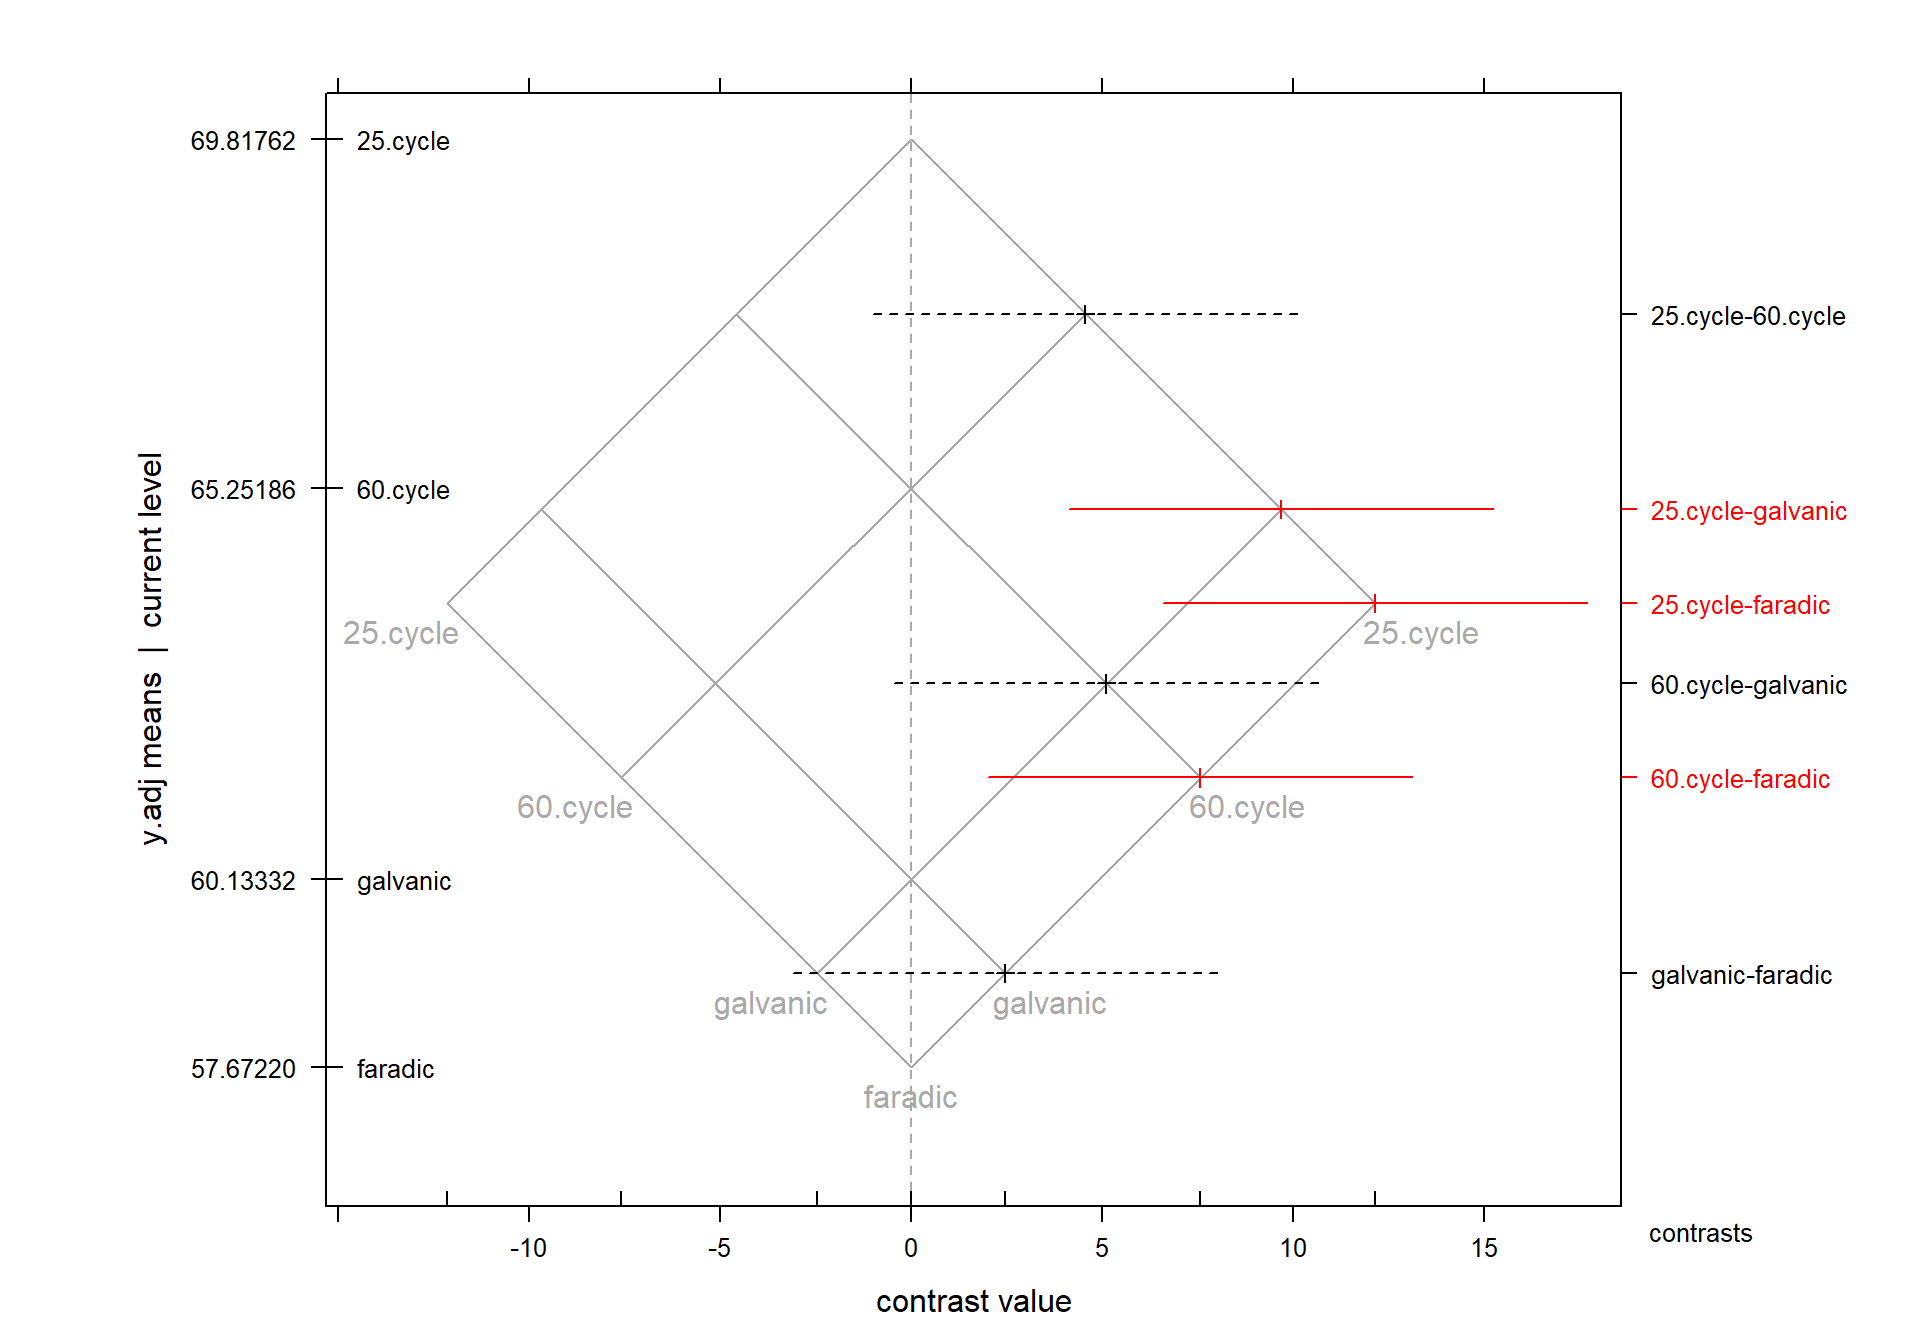 69.81762 25.cycle
25.cycle-60.cycle
65.25186 60.cycle
25.cycle-galvanic
25.cycle-faradic
25.cycle 25.cycle
60.cycle-galvanic
y.adj means | current level
60.cycle-faradic
60.cycle 60.cycle
60.13332 galvanic
galvanic-faradic
galvanic galvanic
57.67220 faradic
faradic
contrasts
-10 -5 0 5 10 15
contrast value